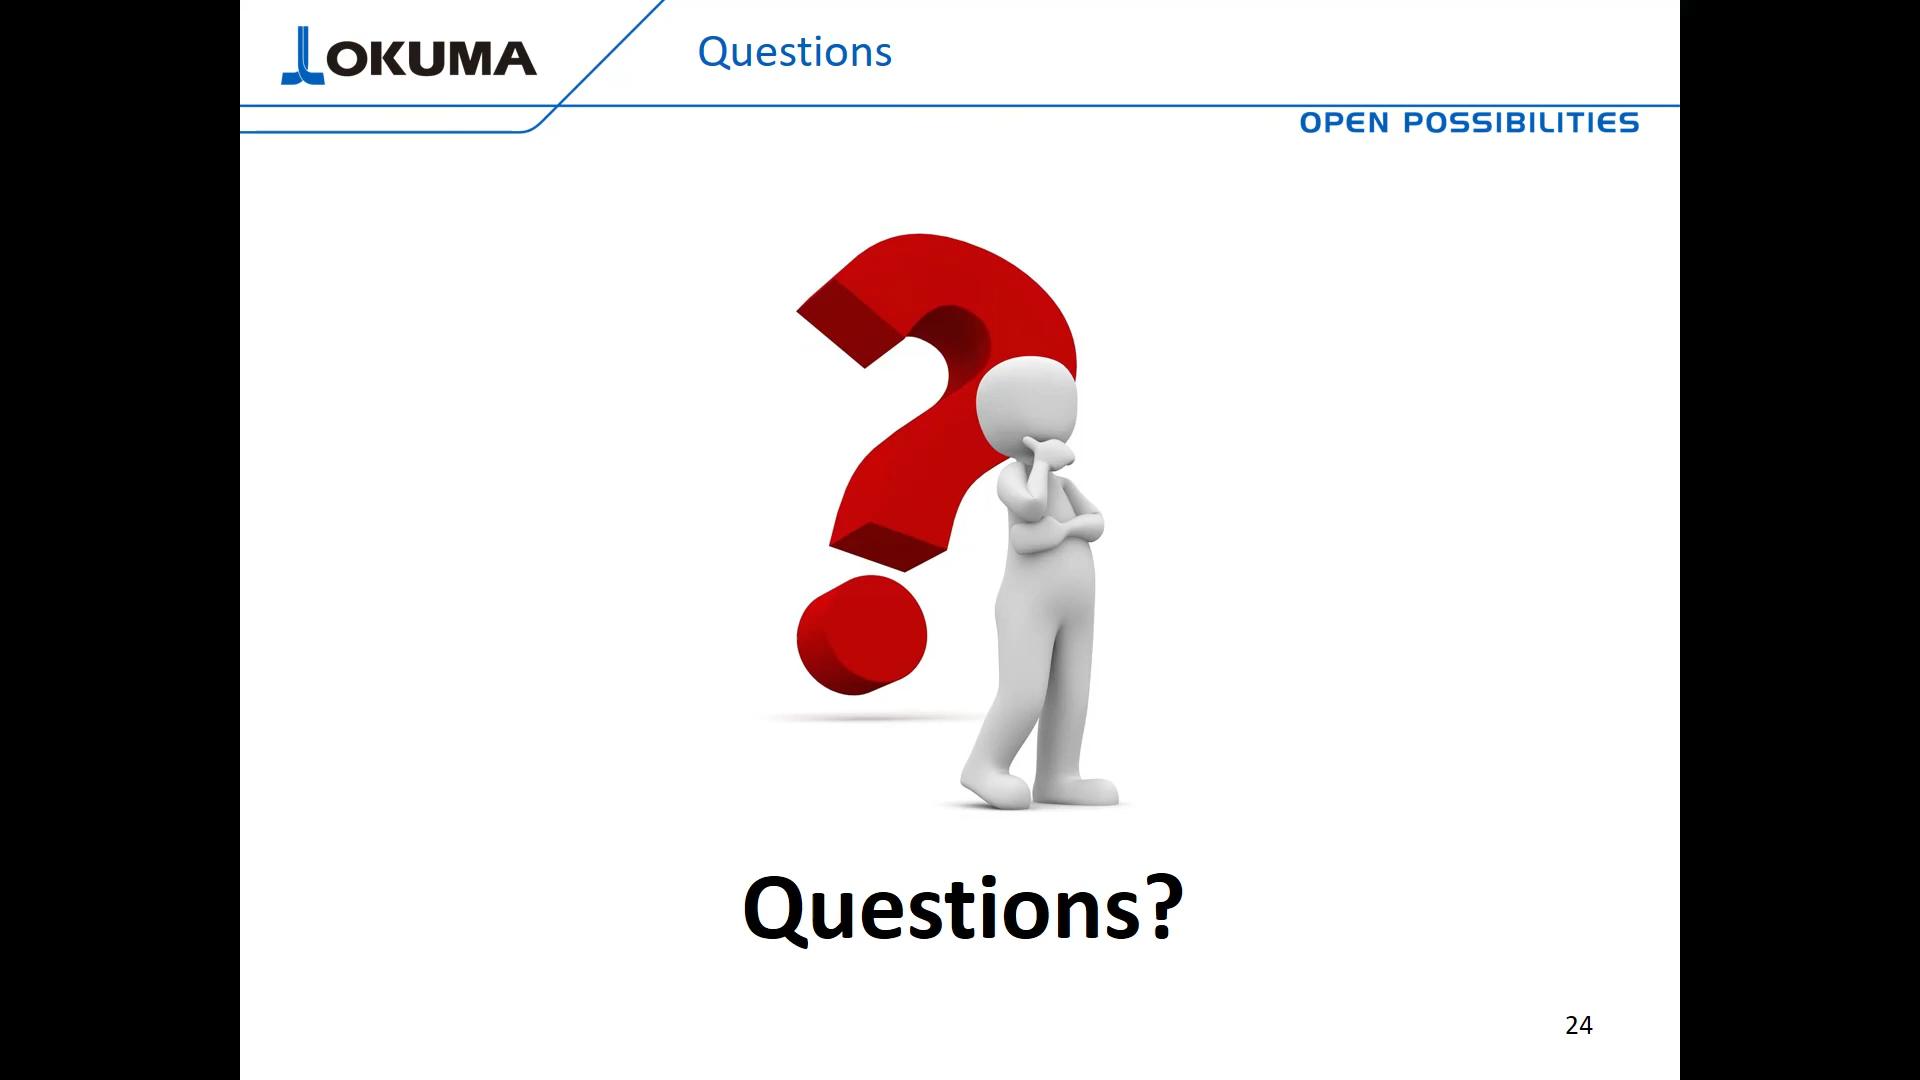 OKUMA
Questions
OPEN POSSIBILITIES
Questions?
24